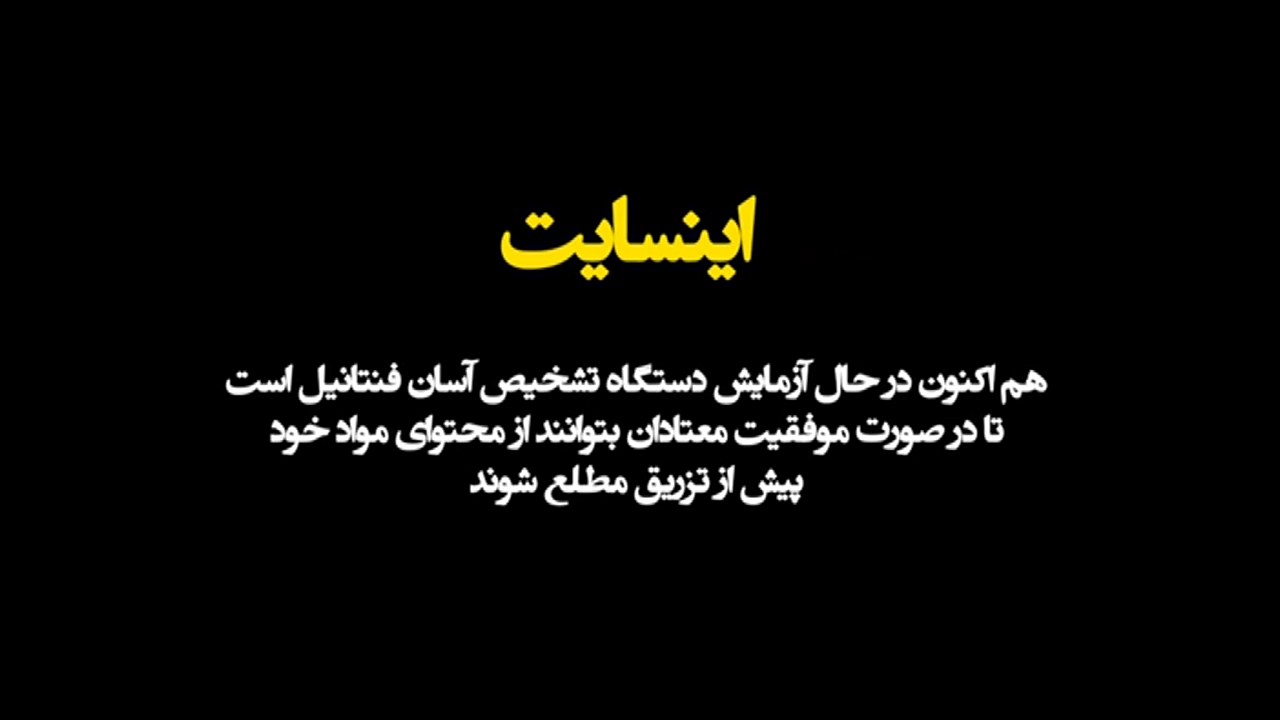 اینسایت
هم اکنون در حال آزمایش دستگاه تشخیص آسان فنتانیل است
تا در صورت موفقیت معتادان بتوانند از محتوای مواد خود
پیش از تزریق مطلع شوند